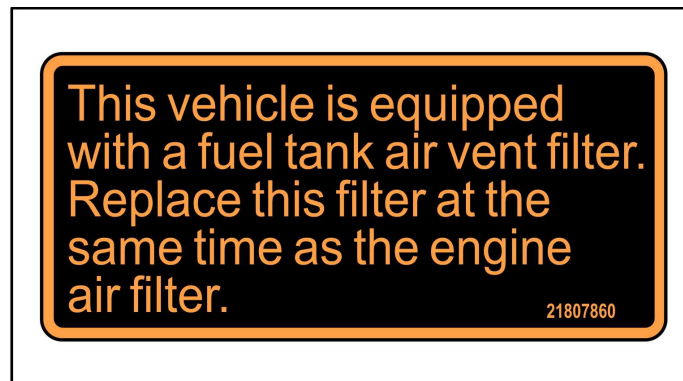 This vehicle is equipped
with a fuel tank air vent filter.
Replace this filter at the
same time as the engine
air filter.
21807860